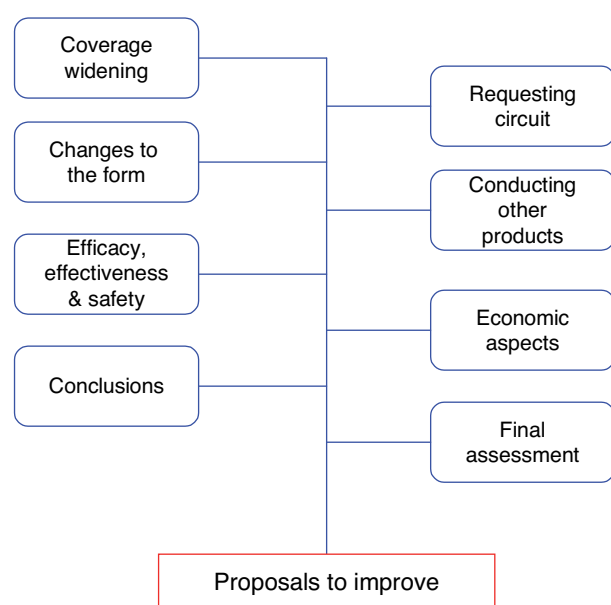 Coverage
widening
Requesting
circuit
Changes to
the form
Conducting
other
products
Efficacy,
effectiveness
& safety
Economic
aspects
Conclusions
Final
assessment
Proposals to improve